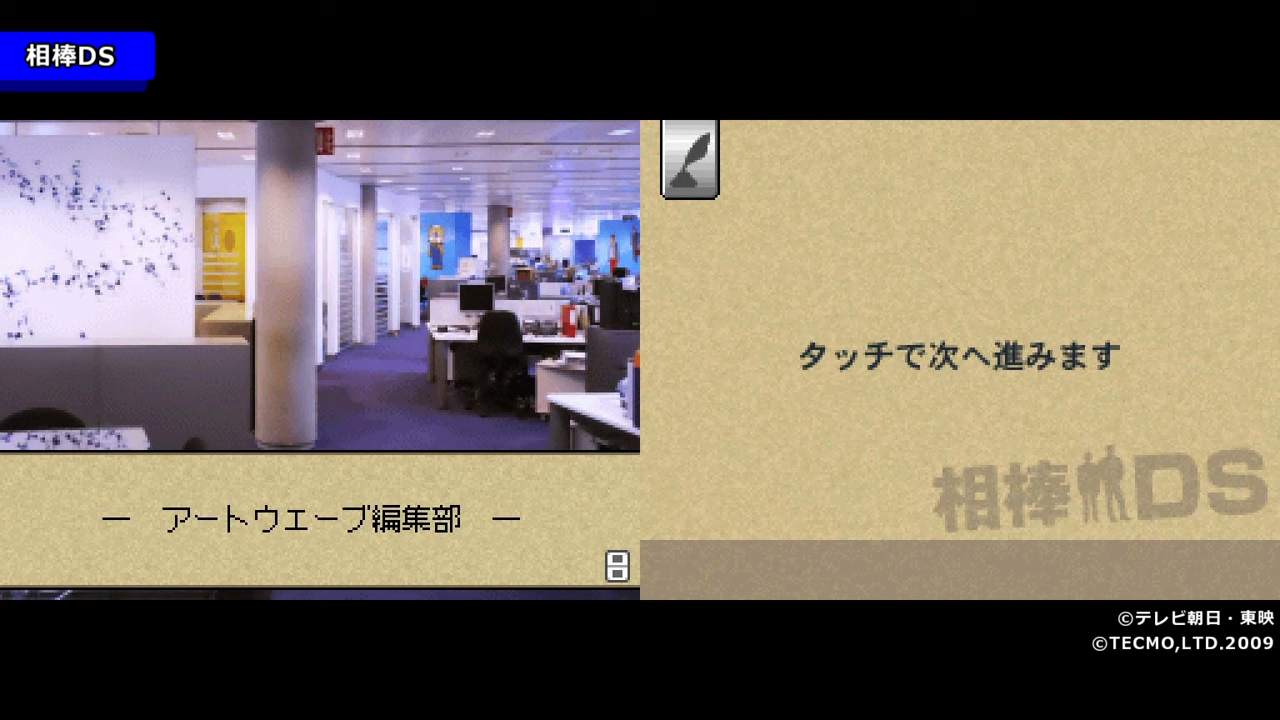 相棒DS
― アートウエーブ編集部 ―
タッチで次へ進みます
相棒DS
©テレビ朝日・東映
©TECMO,LTD.2009